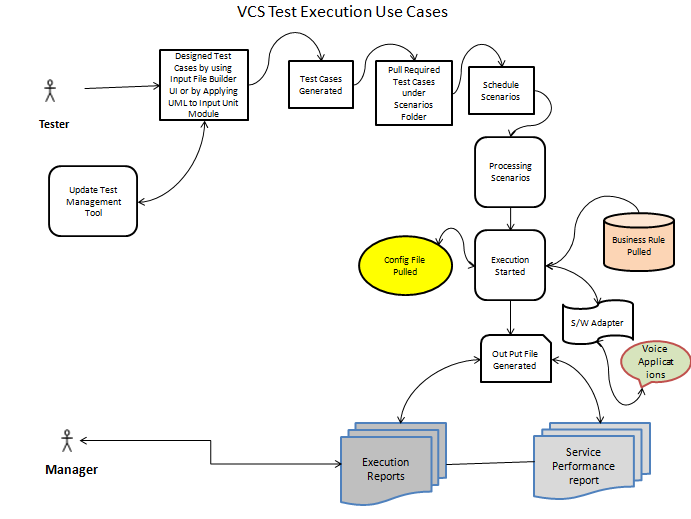 VCS Test Execution Use Cases
Designed Test
Cases by using
Input File Builder
UI or by Applying
UML to Input Unit
Module
Test Cases
Generated
Pull Required
Test Cases
under
Scenarios
Folder
Schedule
Scenarios
Tester
Update Test
Management
Tool
Processing
Scenarios
Config File
Pulled
Execution
Started
Business Rule
Pulled
S/W Adapter
Voice
Applicat
ions
Out Put File
Generated
Manager
Execution
Reports
Service
Performance
report